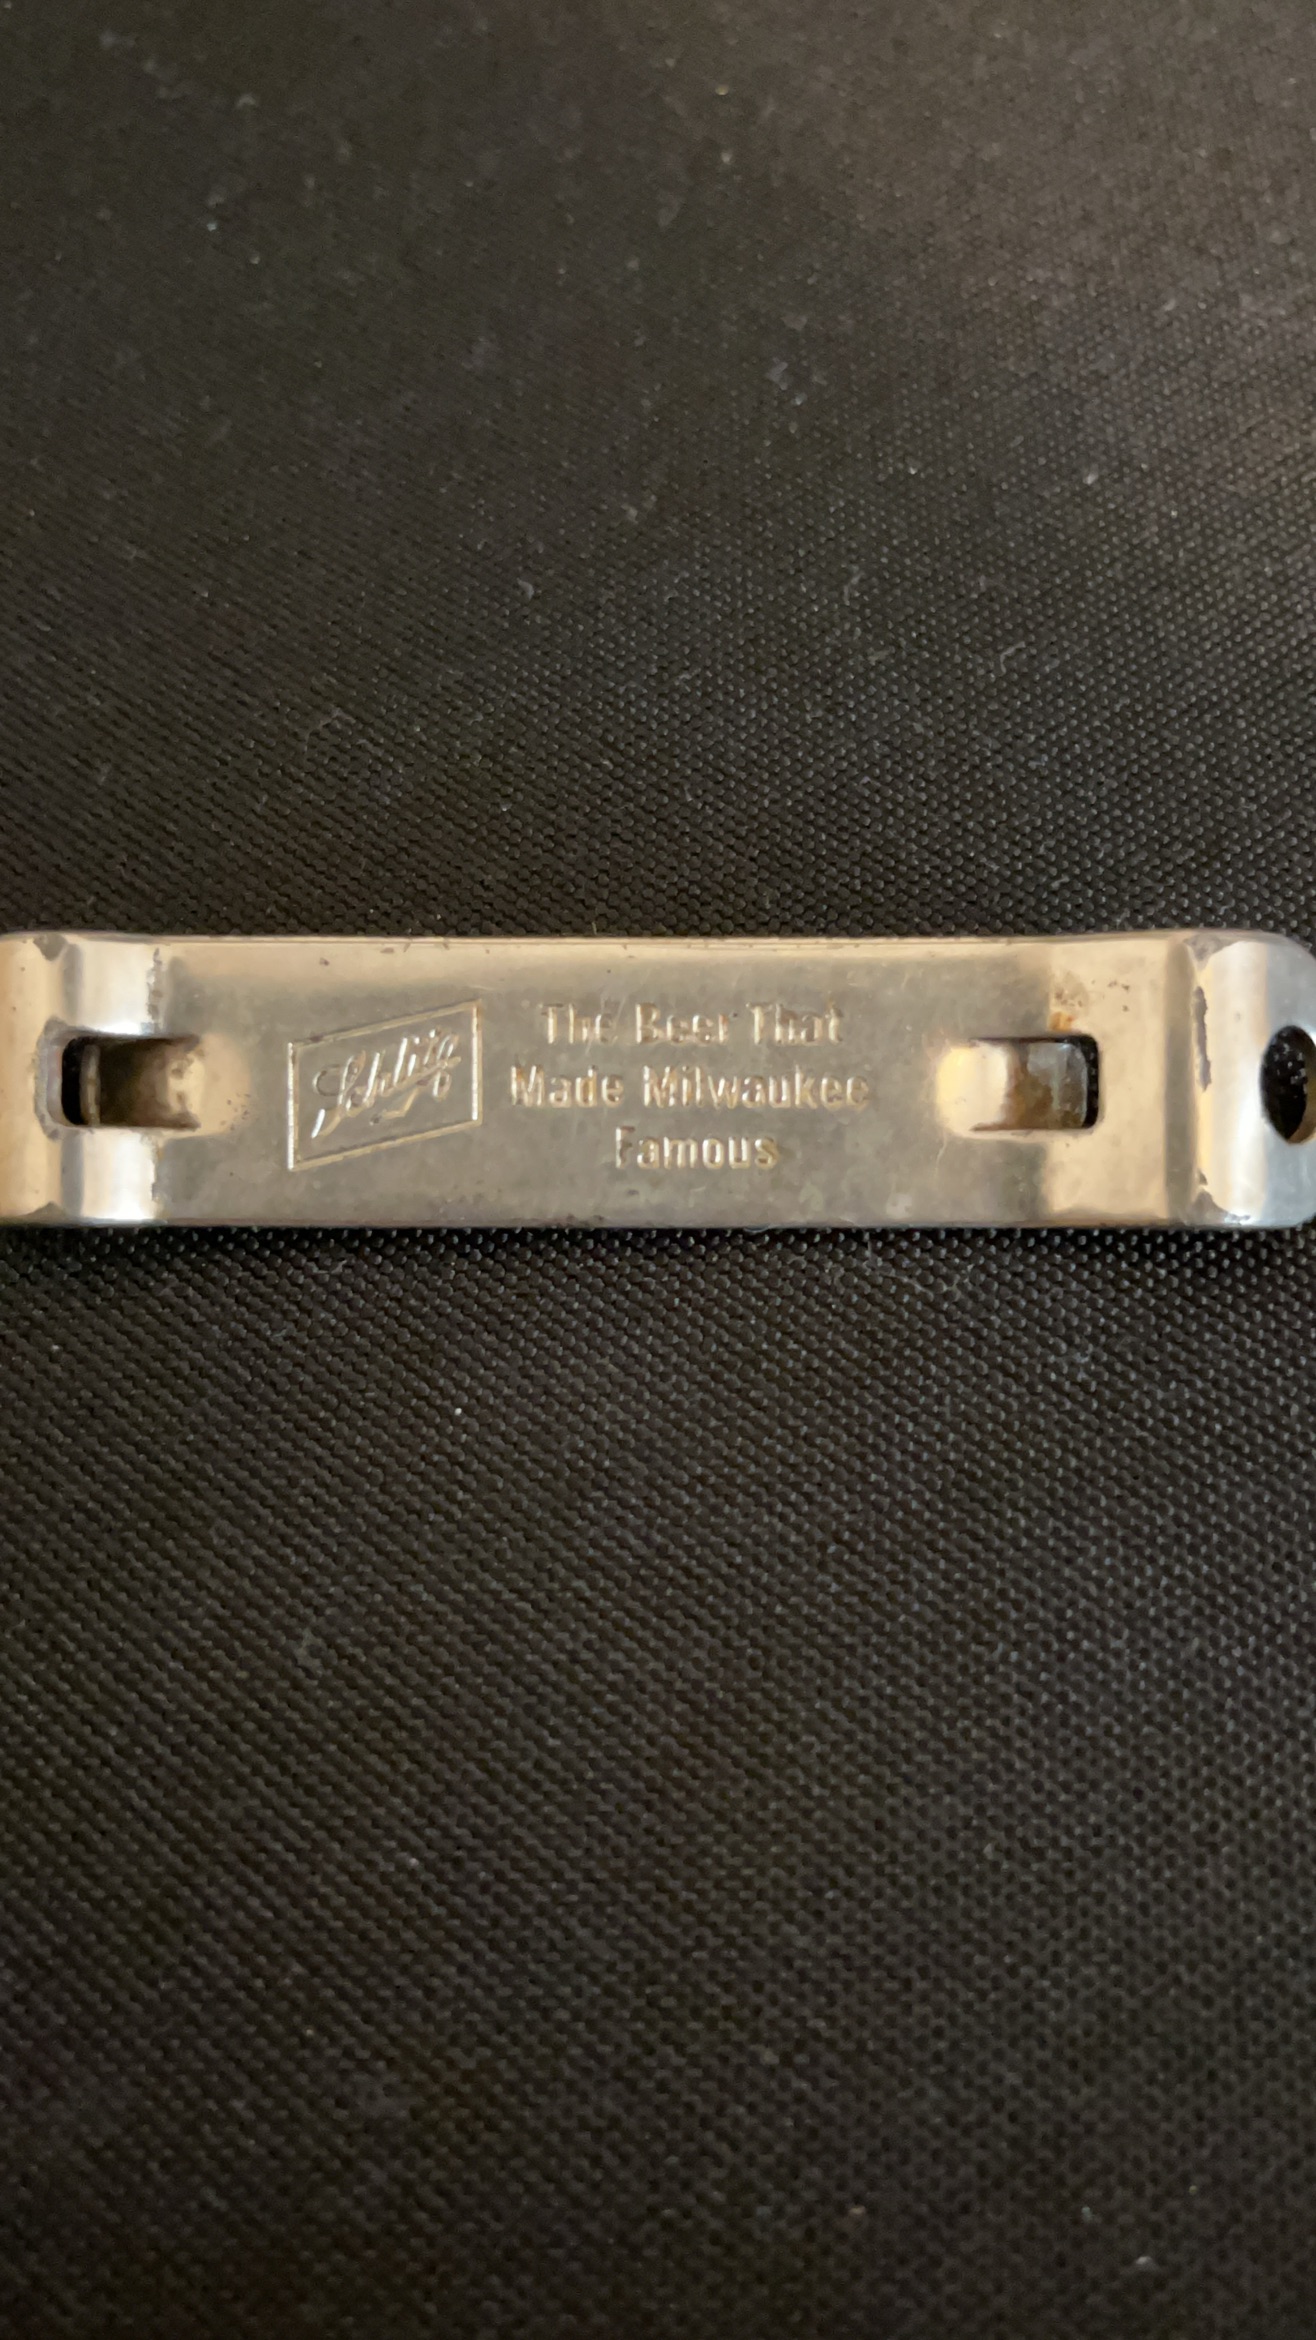 Schlitz
The Beer That
Made Milwaukee
Famous